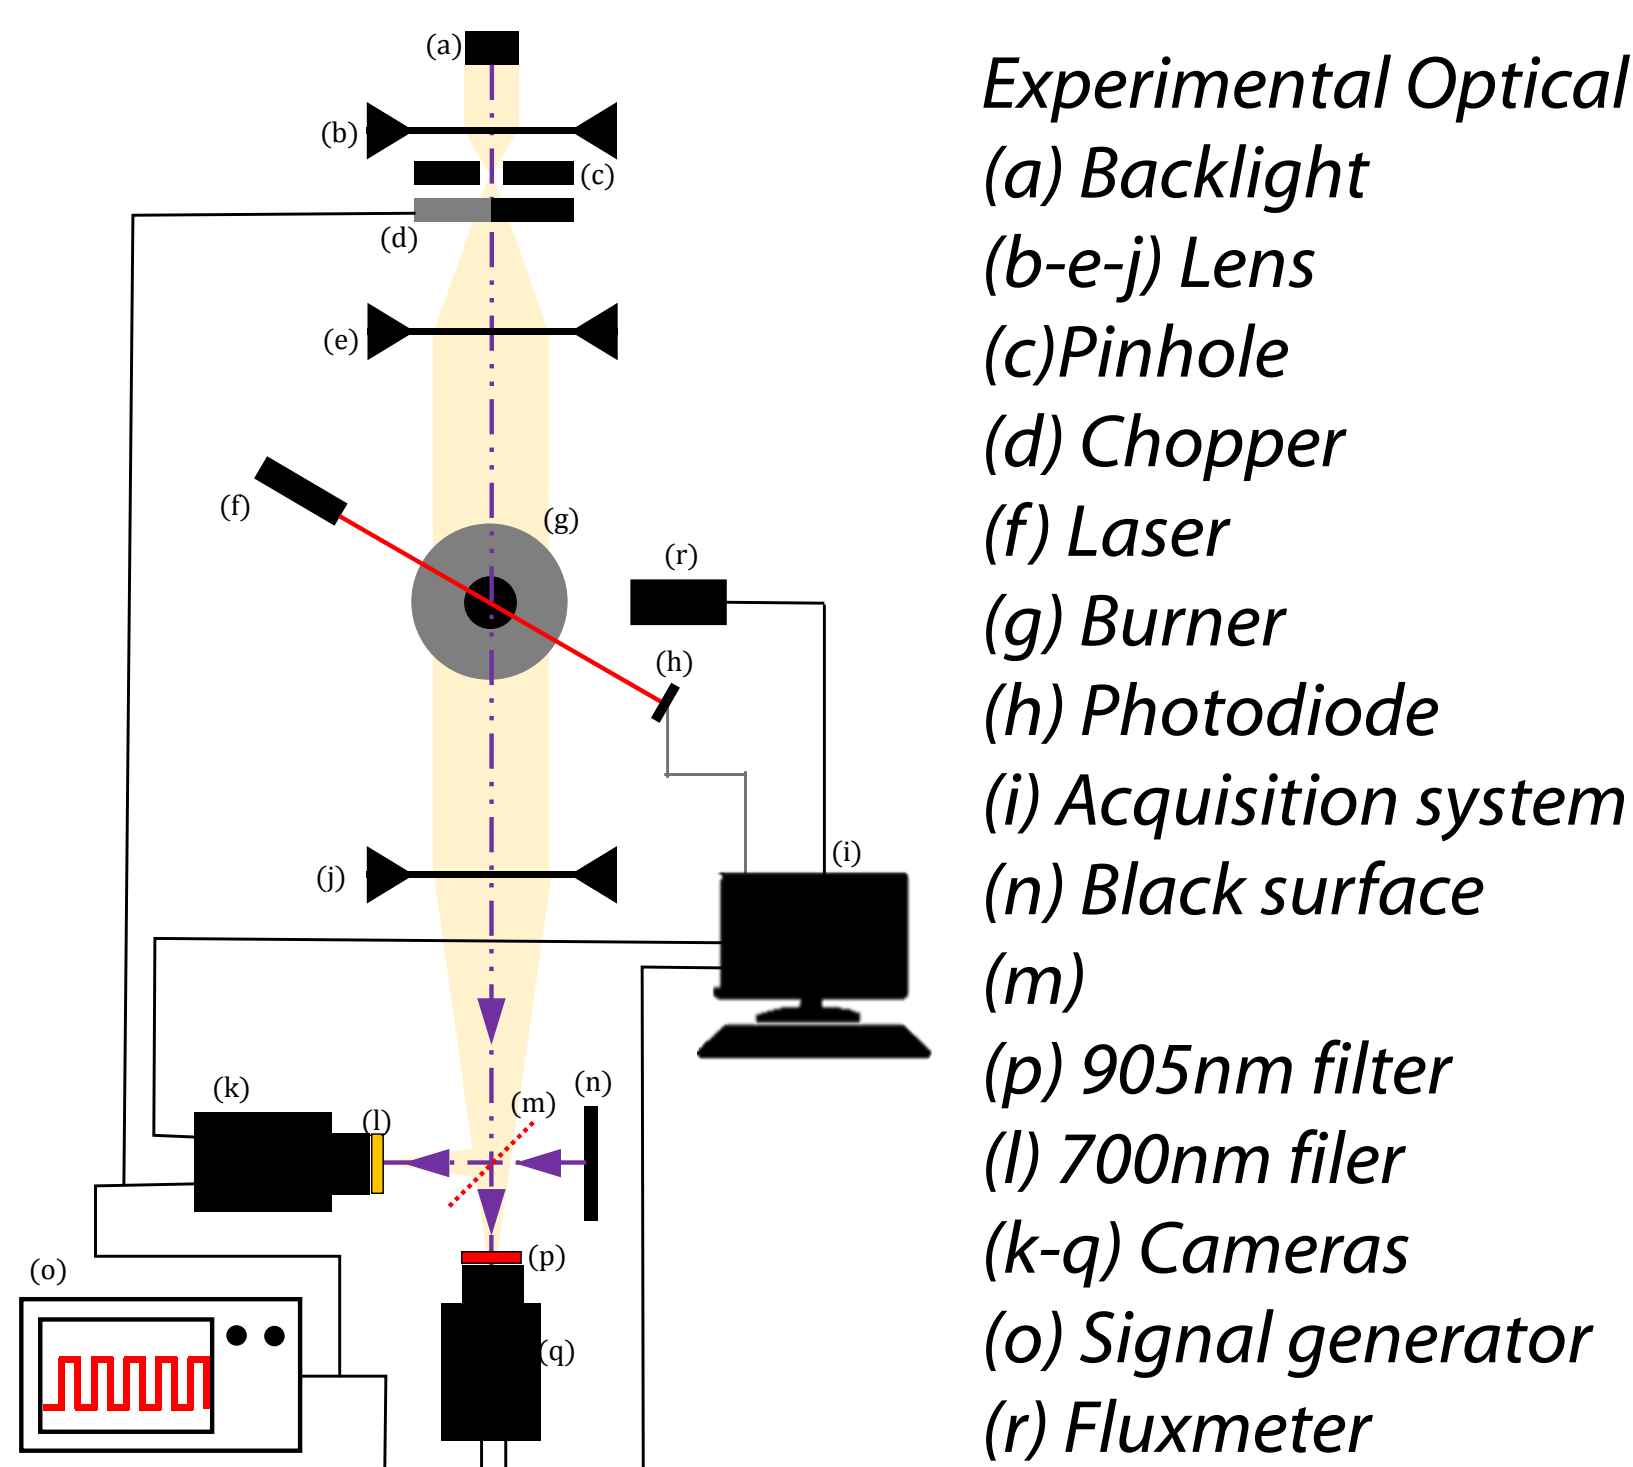 (a)
(b)
(c)
(d)
(e)
(f)
(g)
(r)
(h)
(i)
(j)
(k)
(l)
(m)
(n)
(o)
(p)
(q)
Experimental Optical
(a) Backlight
(b-e-j) Lens
(c)Pinhole
(d) Chopper
(f) Laser
(g) Burner
(h) Photodiode
(i) Acquisition system
(n) Black surface
(m)
(p) 905nm filter
(l) 700nm filer
(k-q) Cameras
(o) Signal generator
(r) Fluxmeter